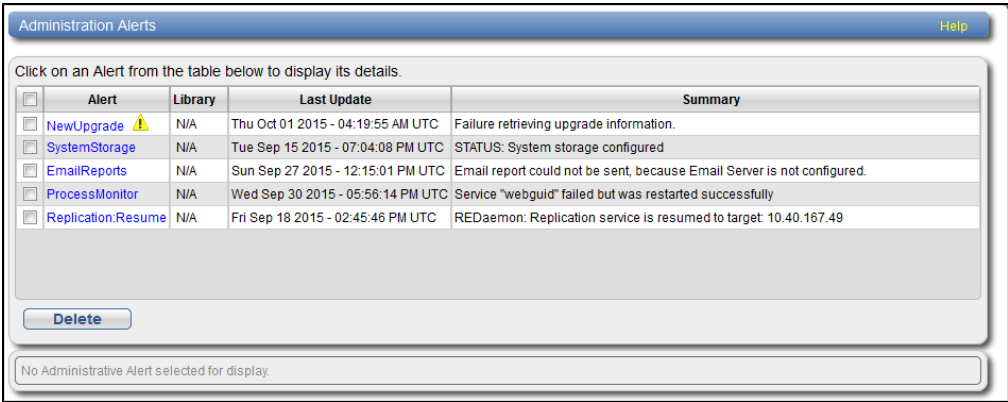 Administration Alerts Help
Click on an Alert from the table below to display its details.
Alert Library Last Update Summary
NewUpgrade N/A Thu Oct 01 2015 - 04:19:55 AM UTC Failure retrieving upgrade information.
SystemStorage N/A Tue Sep 15 2015 - 07:04:08 PM UTC STATUS: System storage configured
EmailReports N/A Sun Sep 27 2015 - 12:15:01 PM UTC Email report could not be sent, because Email Server is not configured.
ProcessMonitor N/A Wed Sep 30 2015 - 05:56:14 PM UTC Service "webguid" failed but was restarted successfully
Replication:Resume N/A Fri Sep 18 2015 - 02:45:46 PM UTC REDaemon: Replication service is resumed to target: 10.40.167.49
Delete
No Administrative Alert selected for display.